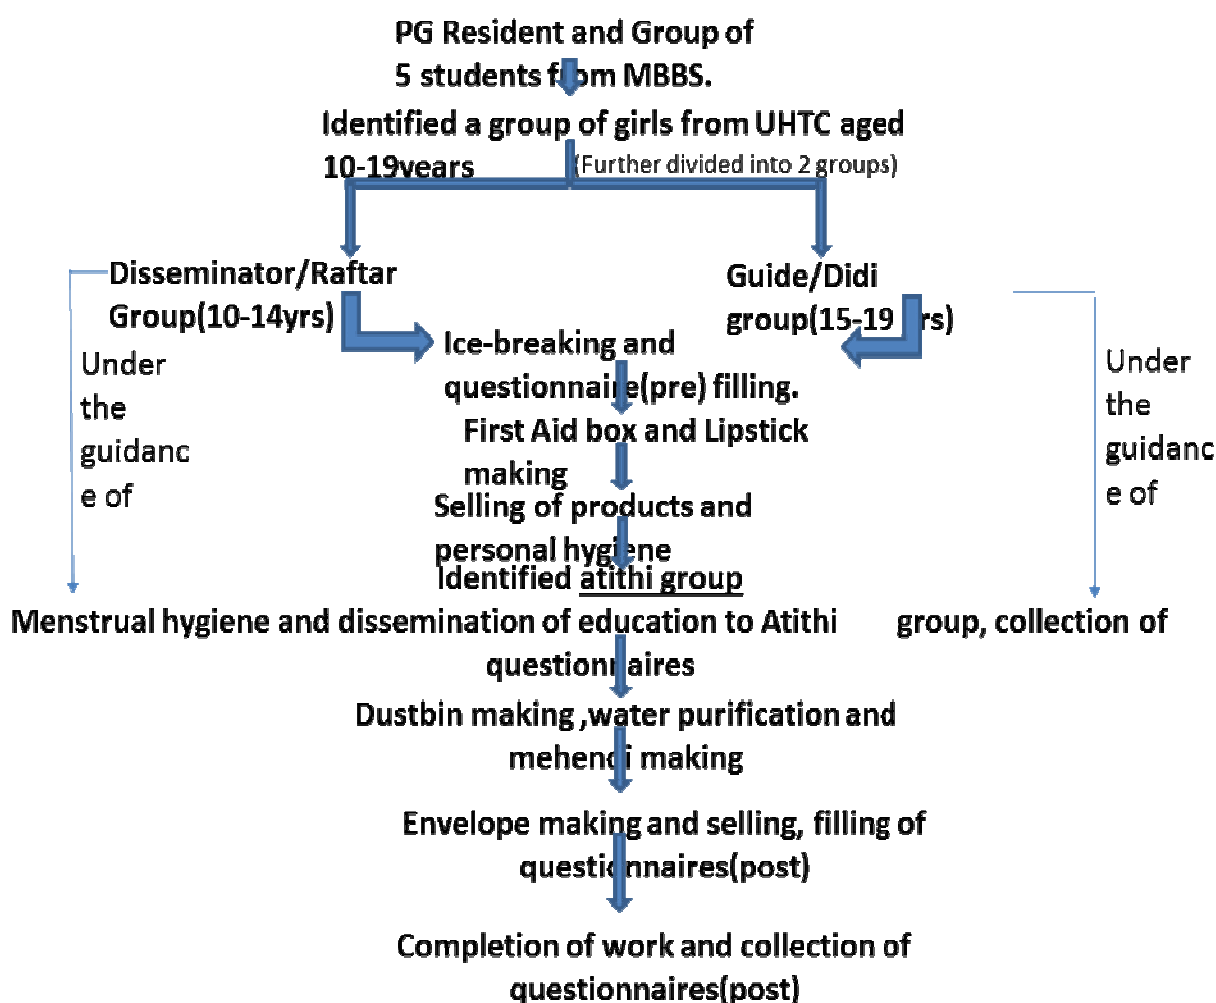 PG Resident and Group of
5 students from MBBS.
Identified a group of girls from UHTC aged
10-19years
(Further divided into 2 groups)
Disseminator/Raftar
Group(10-14yrs)
Guide/Didi
group(15-19 yrs)
Under
the
guidanc
e of
Ice-breaking and
questionnaire(pre) filling.
Under
the
guidanc
e of
First Aid box and Lipstick
making
Selling of products and
personal hygiene
Identified atithi group
Menstrual hygiene and dissemination of education to Atithi group, collection of
questionnaires
Dustbin making ,water purification and
mehendi making
Envelope making and selling, filling of
questionnaires(post)
Completion of work and collection of
questionnaires(post)